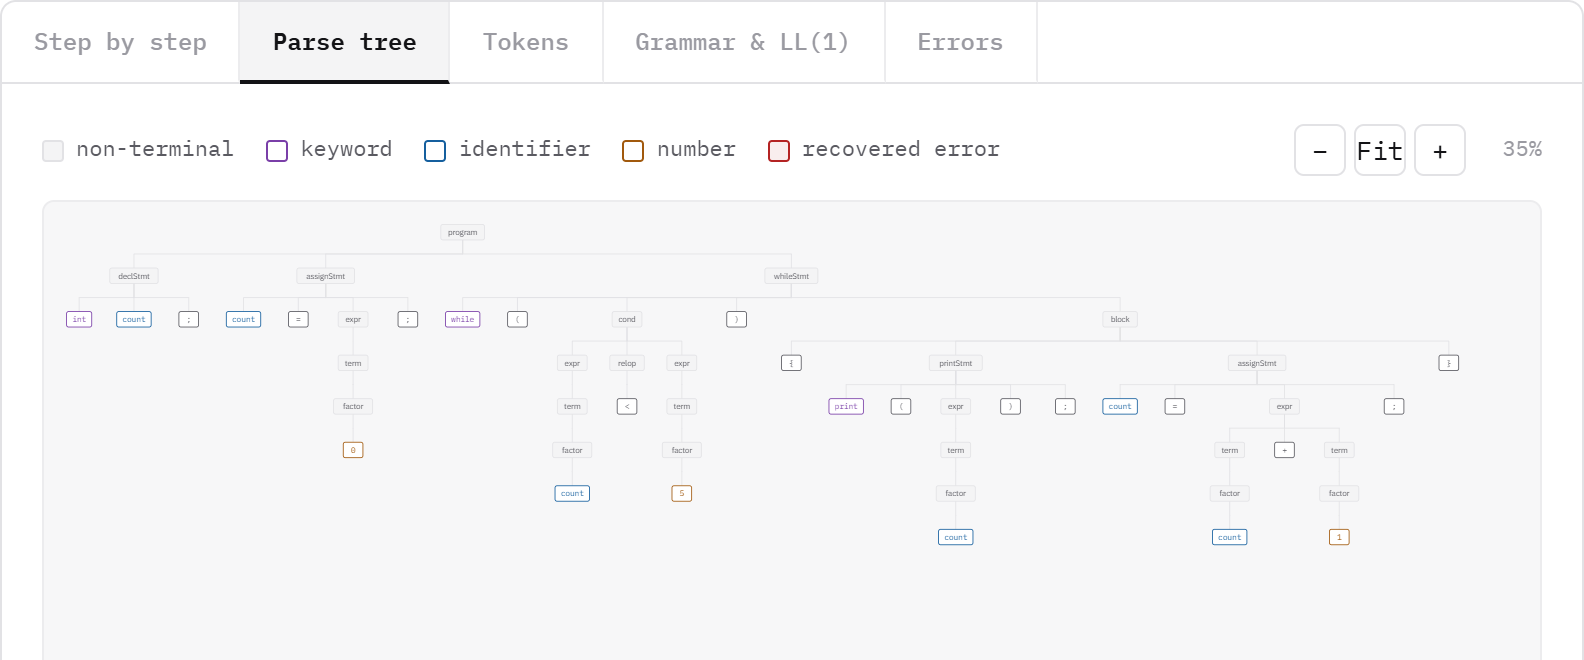 Step by step Parse tree Tokens Grammar & LL(1) Errors
non-terminal keyword identifier number recovered error − Fit + 35%
program
declStmt assignStmt whileStmt
int count ; count = expr ; while ( cond ) block
term expr relop expr { printStmt assignStmt }
factor term < term print ( expr ) ; count = expr ;
0 factor factor term term + term
count 5 factor factor factor
count count 1